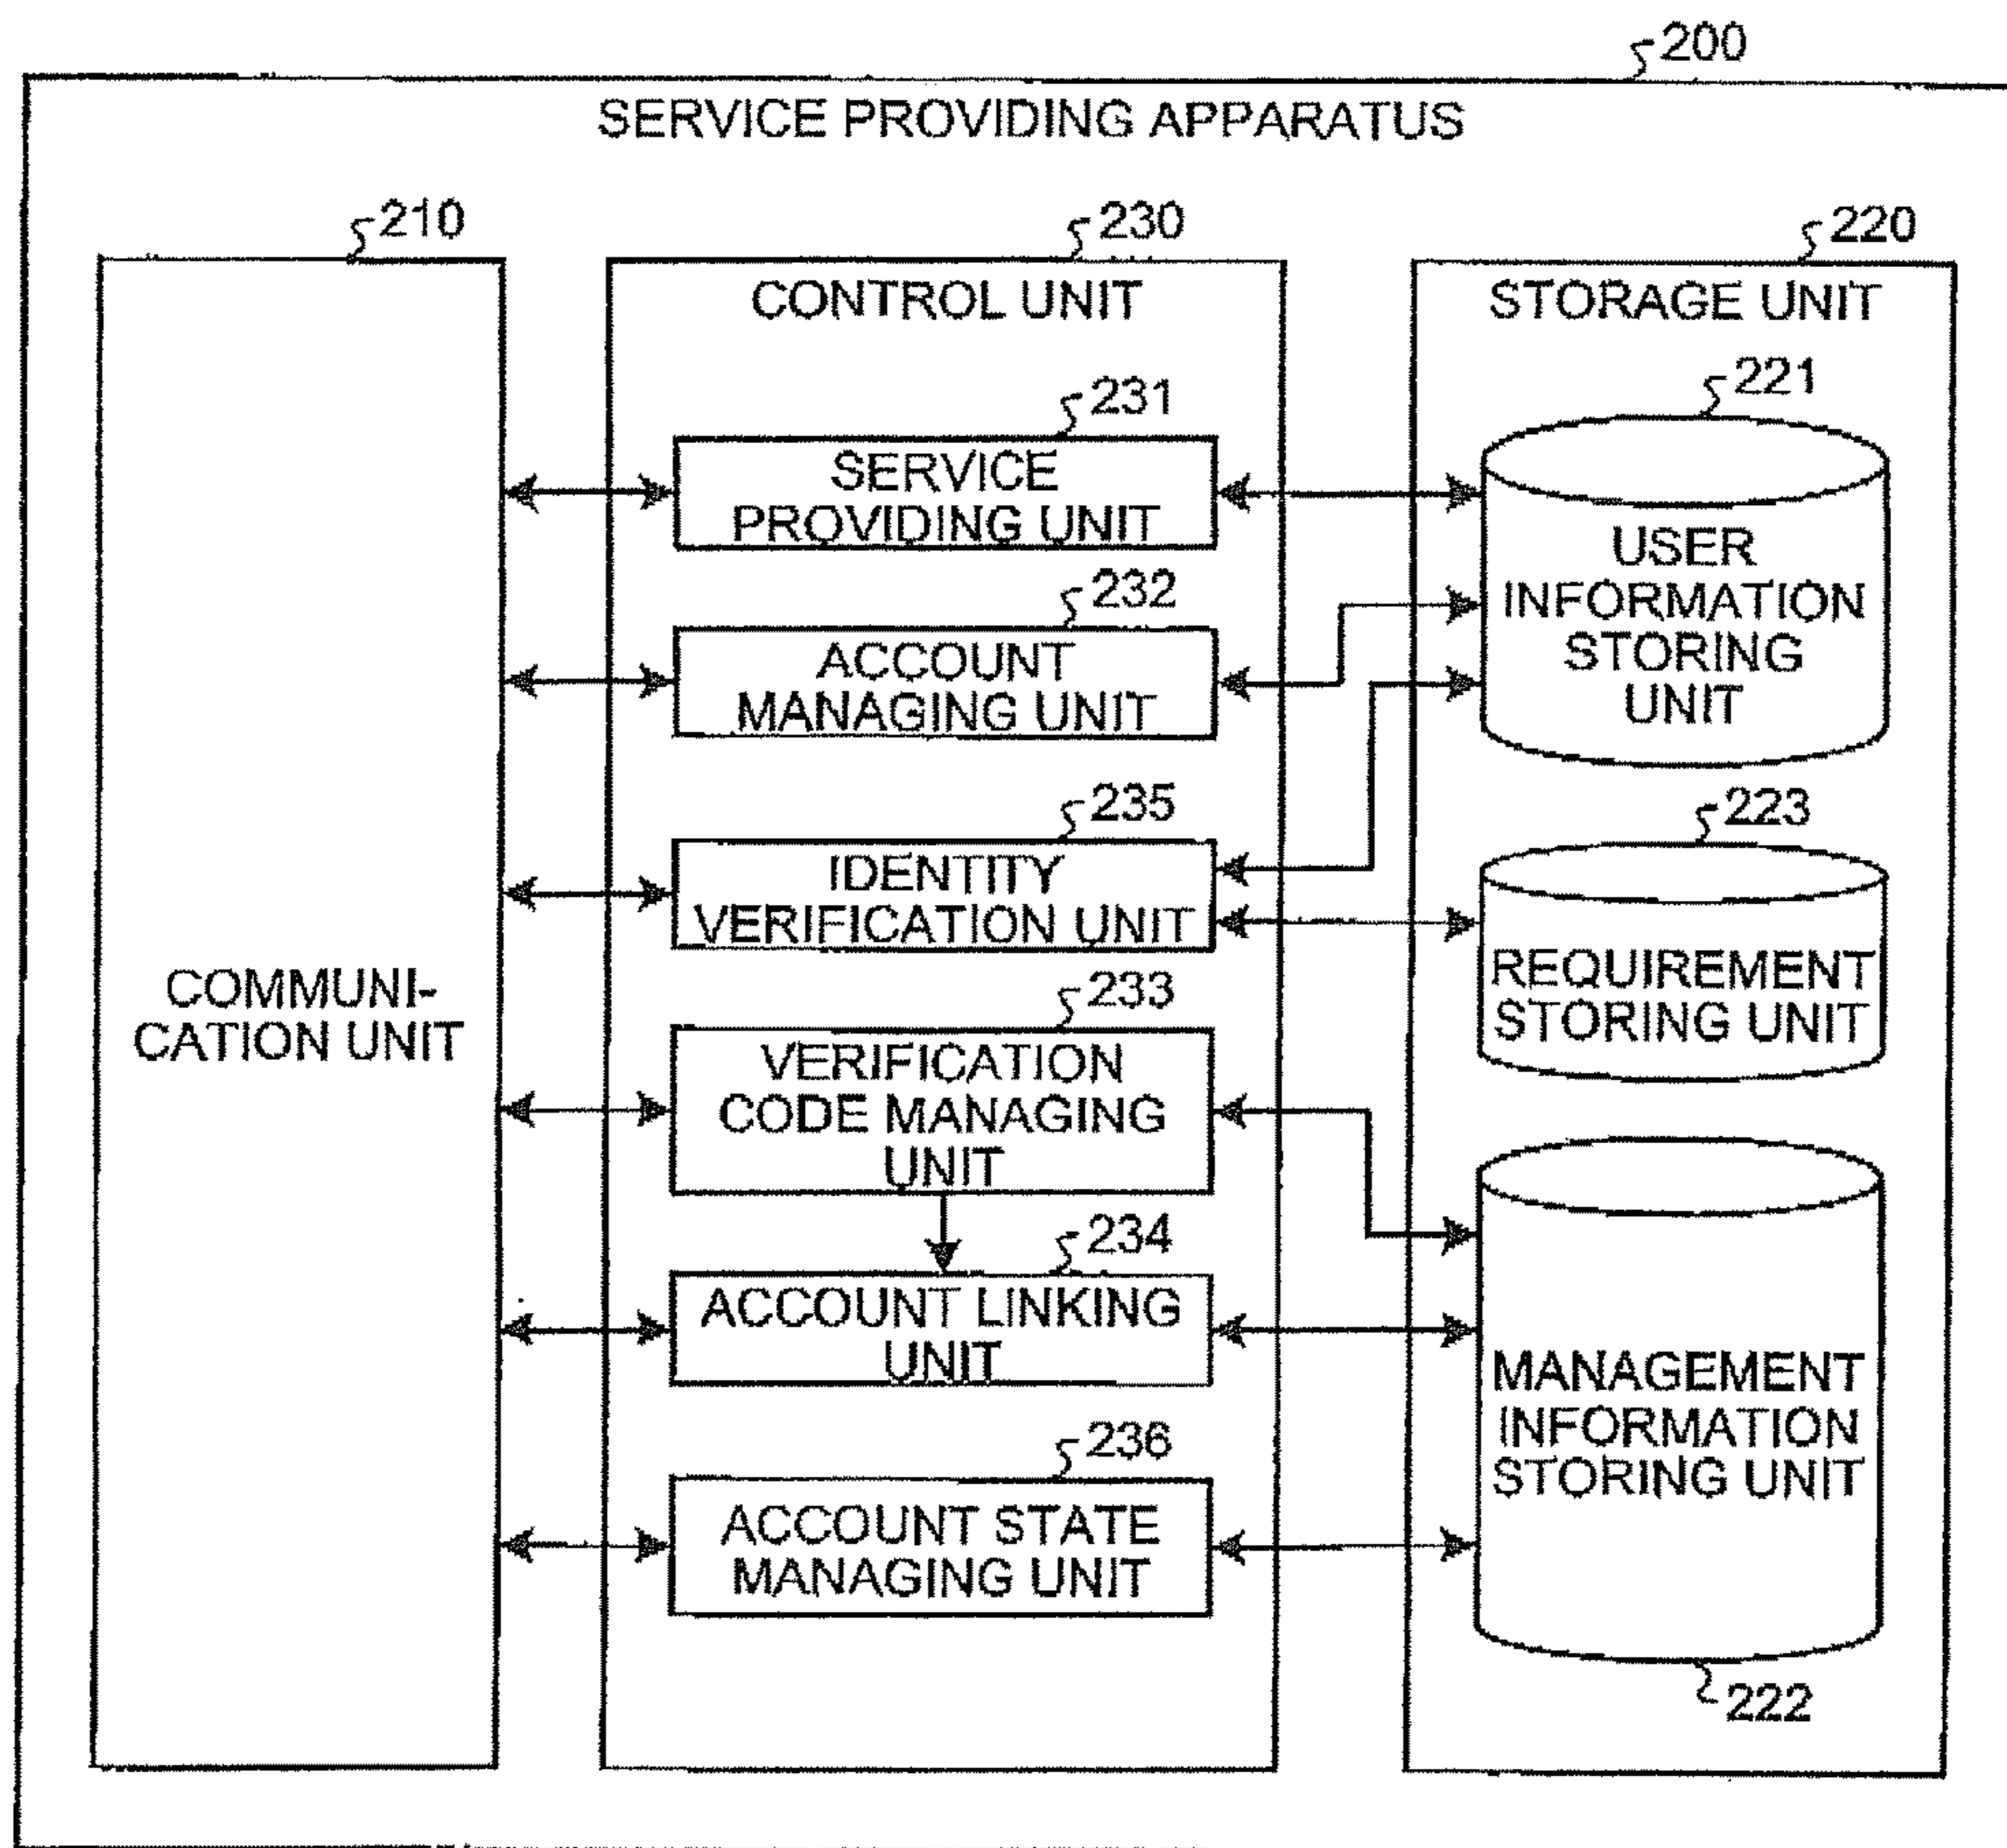 200
SERVICE PROVIDING APPARATUS
210
COMMUNI-
CATION UNIT
230
CONTROL UNIT
231
SERVICE
PROVIDING UNIT
232
ACCOUNT
MANAGING UNIT
235
IDENTITY
VERIFICATION UNIT
233
VERIFICATION
CODE MANAGING
UNIT
234
ACCOUNT LINKING
UNIT
236
ACCOUNT STATE
MANAGING UNIT
220
STORAGE UNIT
221
USER
INFORMATION
STORING
UNIT
223
REQUIREMENT
STORING UNIT
MANAGEMENT
INFORMATION
STORING UNIT
222